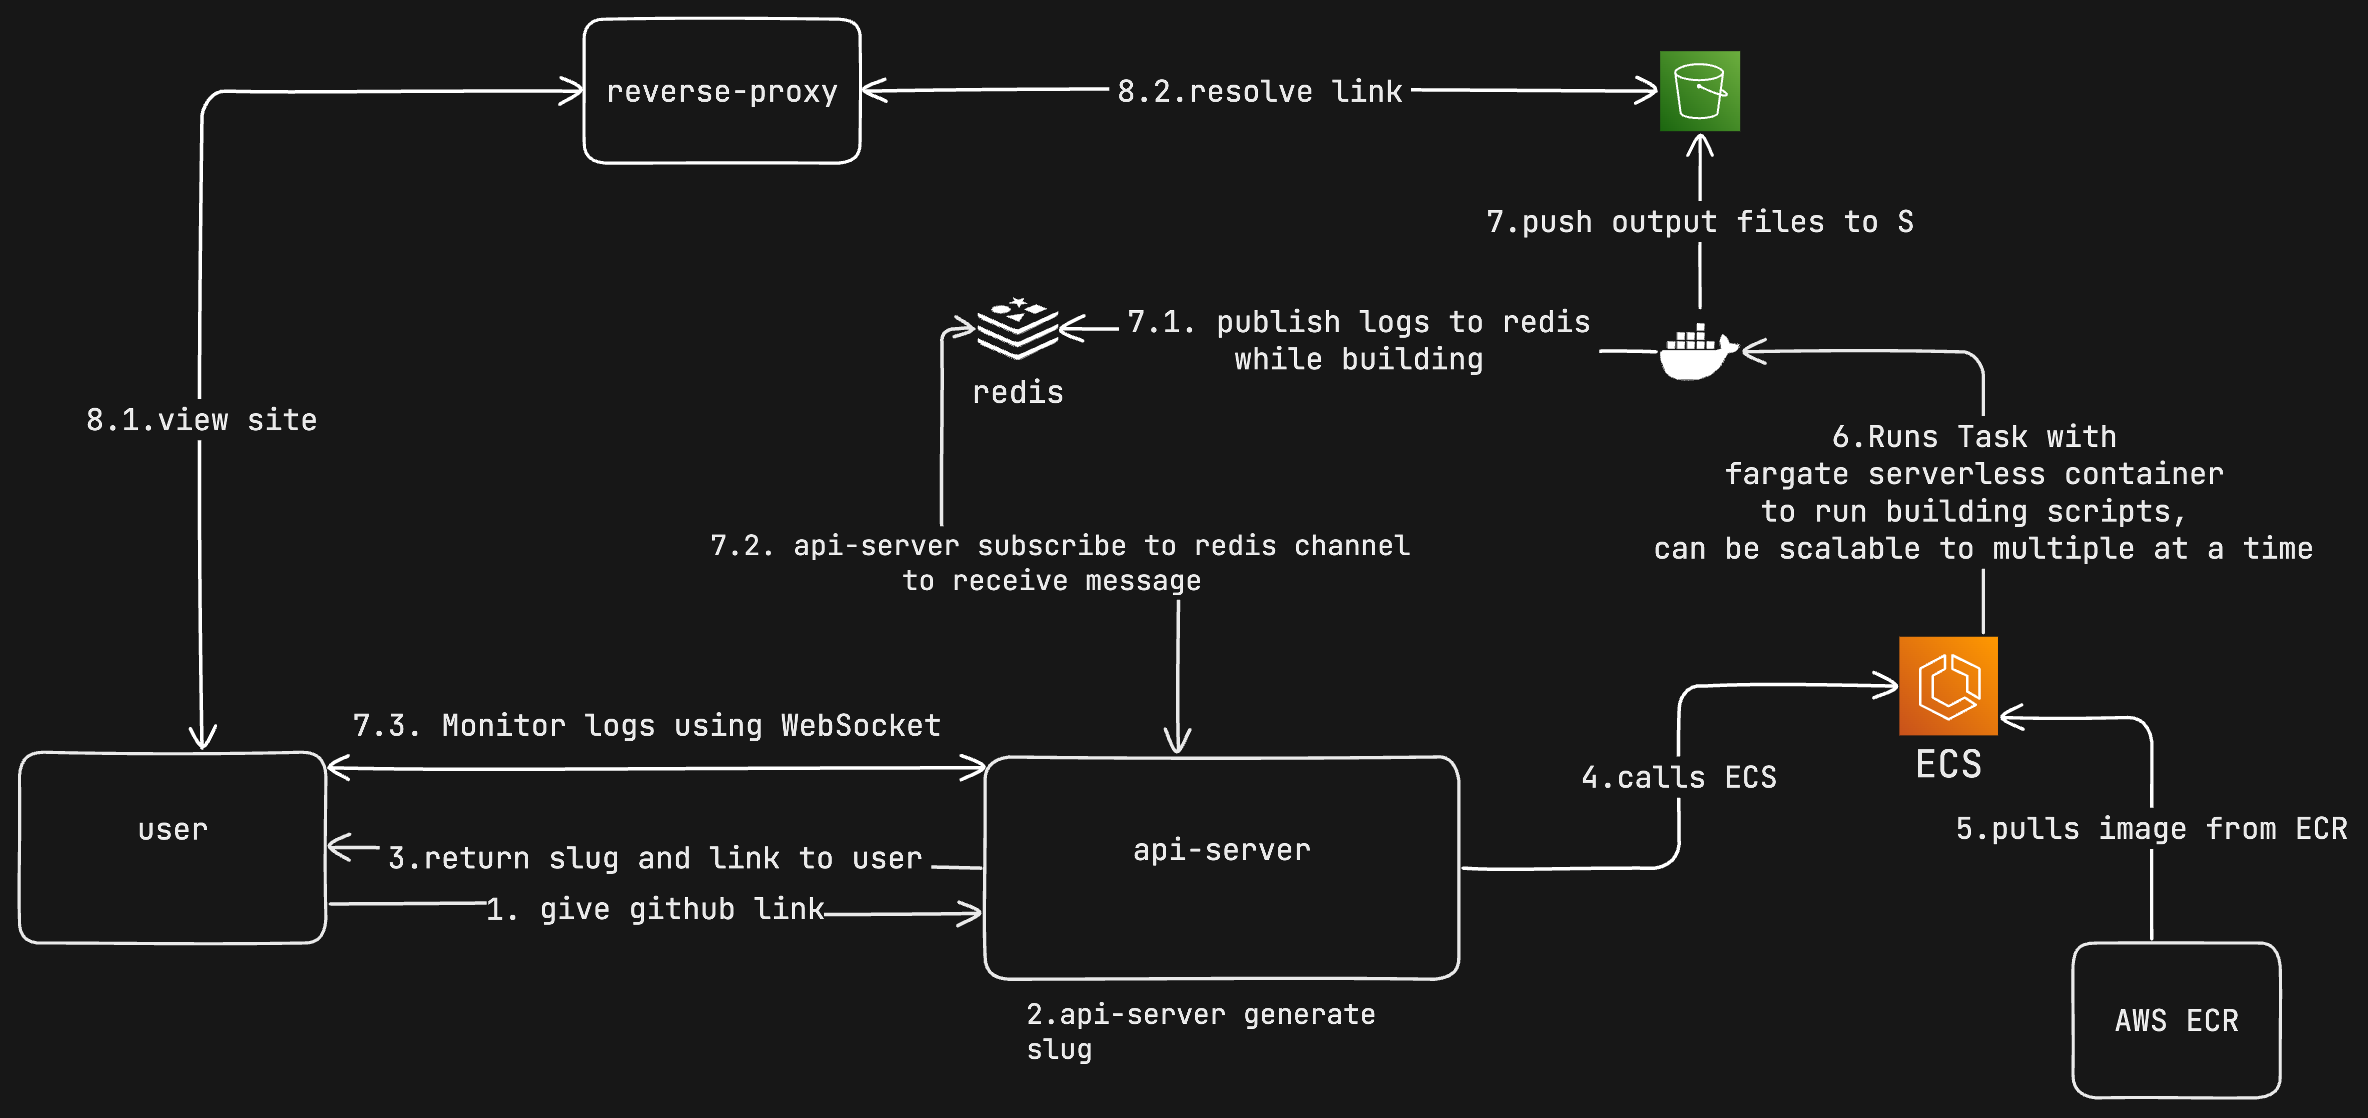 reverse-proxy
8.2.resolve link
7.push output files to S
7.1. publish logs to redis
while building
redis
8.1.view site
6.Runs Task with
fargate serverless container
to run building scripts,
can be scalable to multiple at a time
7.2. api-server subscribe to redis channel
to receive message
7.3. Monitor logs using WebSocket
ECS
4.calls ECS
user
api-server
5.pulls image from ECR
3.return slug and link to user
1. give github link
2.api-server generate
slug
AWS ECR